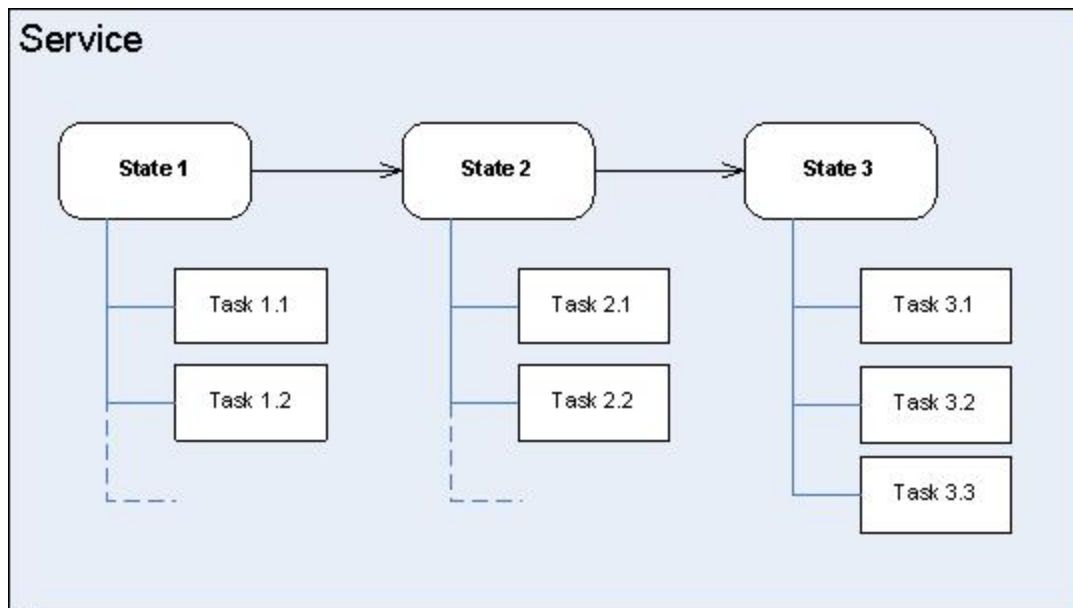 Service
State 1
State 2
State 3
Task 1.1
Task 2.1
Task 3.1
Task 1.2
Task 2.2
Task 3.2
Task 3.3